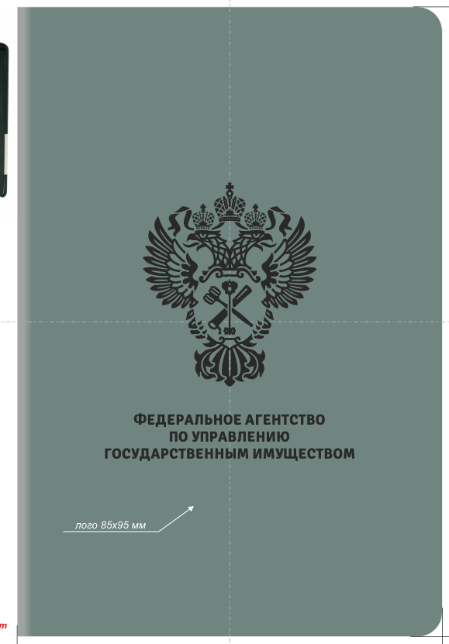 ФЕДЕРАЛЬНОЕ АГЕНТСТВО
ПО УПРАВЛЕНИЮ
ГОСУДАРСТВЕННЫМ ИМУЩЕСТВОМ
лого 85х95 мм